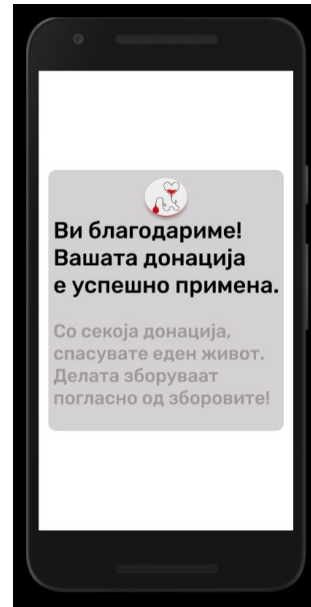 Ви благодариме!
Вашата донација
е успешно примена.
Со секоја донација,
спасувате еден живот.
Делата зборуваат
погласно од зборовите!